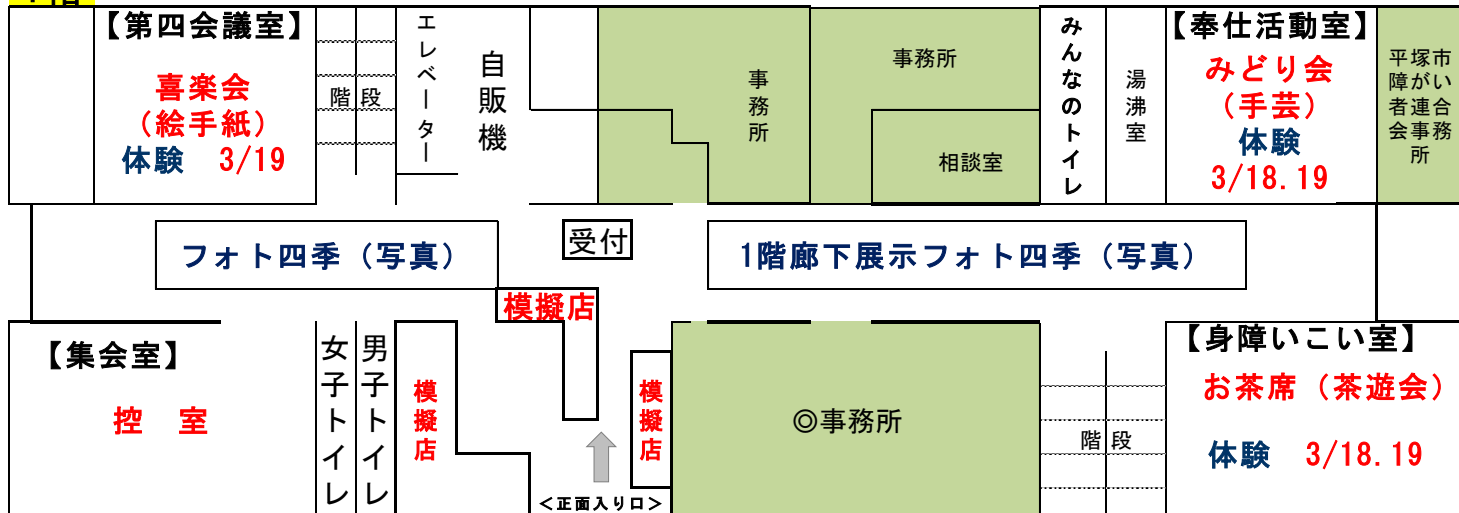 【第四会議室】
喜楽会
（絵手紙）
体験　3/19
階段
エレベーター
自販機
事務所
事務所
相談室
みんなのトイレ
湯沸室
【奉仕活動室】
みどり会
（手芸）
体験
3/18.19
平塚市
障がい
者連合
会事務
所
フォト四季（写真）
受付
1階廊下展示フォト四季（写真）
模擬店
【集会室】
控　室
女子トイレ
男子トイレ
模擬店
模擬店
＜正面入り口＞
◎事務所
階段
【身障いこい室】
お茶席（茶遊会）
体験　3/18.19